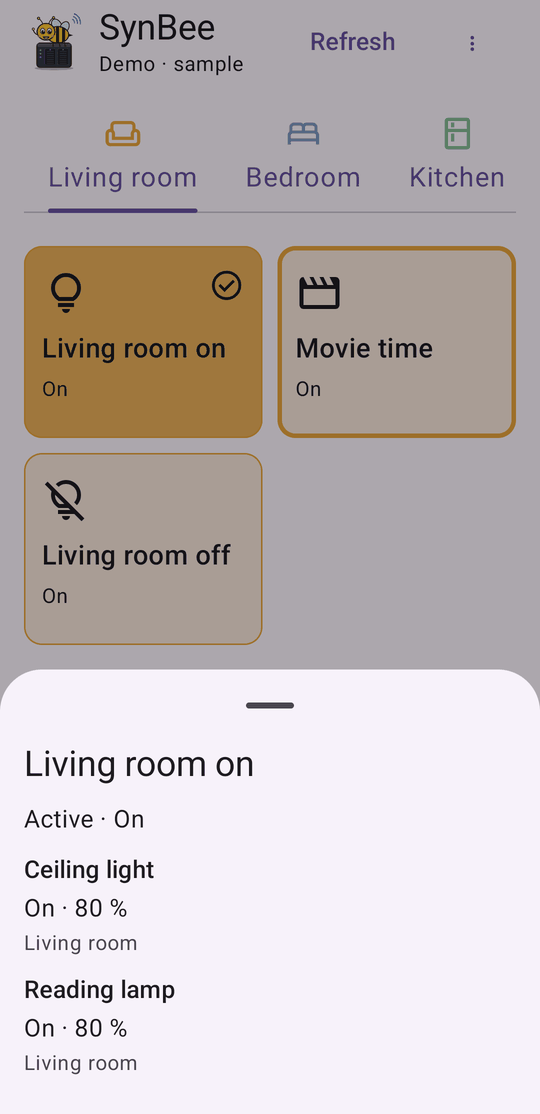 SynBee
Demo · sample
Refresh
Living room
Bedroom
Kitchen
Living room on
On
Movie time
On
Living room off
On
Living room on
Active · On
Ceiling light
On · 80 %
Living room
Reading lamp
On · 80 %
Living room